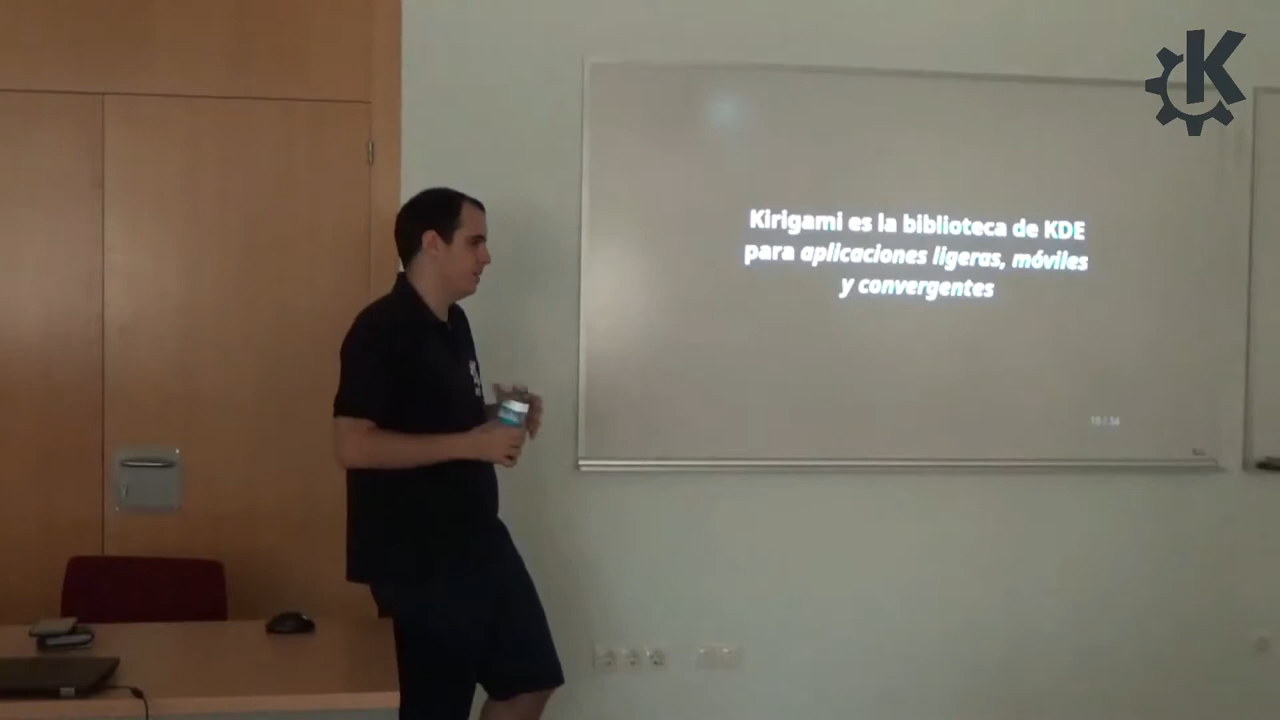 Kirigami es la biblioteca de KDE
para aplicaciones ligeras, móviles
y convergentes